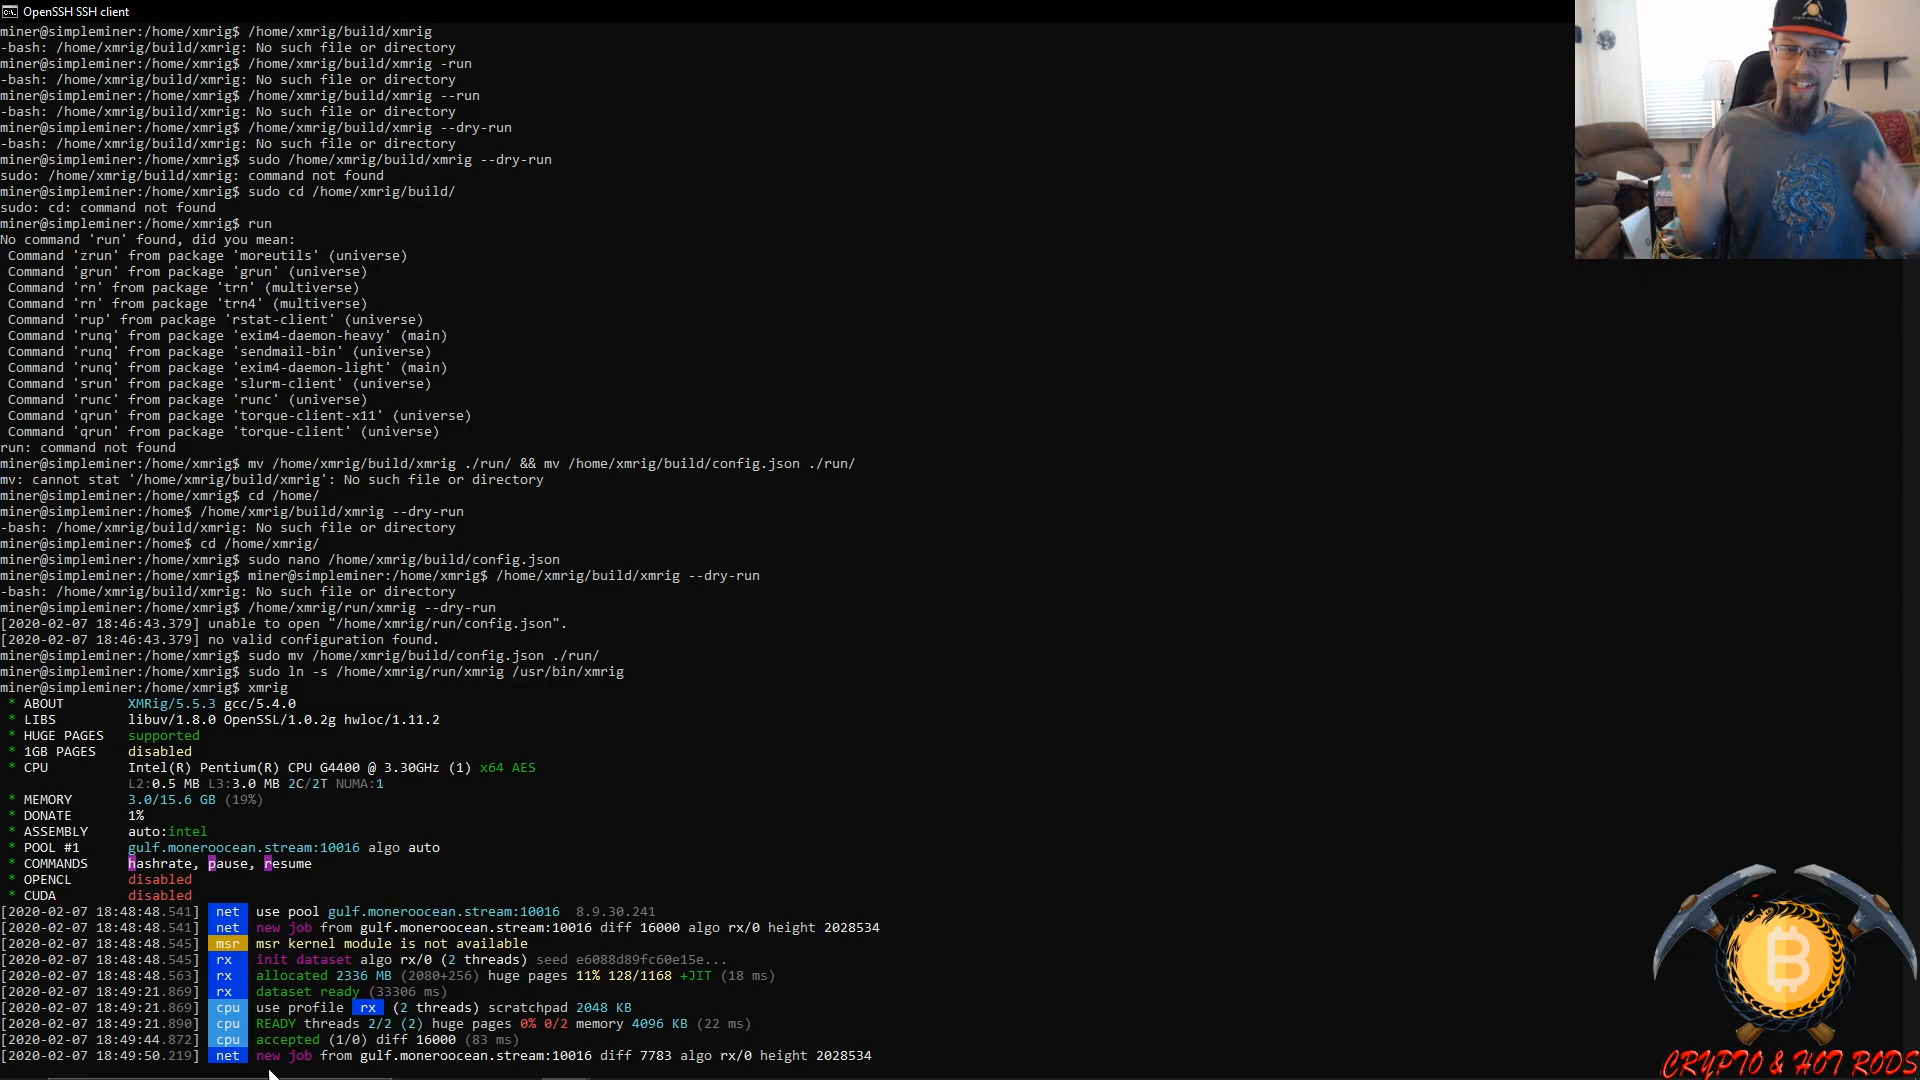 OpenSSH SSH client
miner@simpleminer:/home/xmrig$ /home/xmrig/build/xmrig
-bash: /home/xmrig/build/xmrig: No such file or directory
miner@simpleminer:/home/xmrig$ /home/xmrig/build/xmrig -run
-bash: /home/xmrig/build/xmrig: No such file or directory
miner@simpleminer:/home/xmrig$ /home/xmrig/build/xmrig --run
-bash: /home/xmrig/build/xmrig: No such file or directory
miner@simpleminer:/home/xmrig$ /home/xmrig/build/xmrig --dry-run
-bash: /home/xmrig/build/xmrig: No such file or directory
miner@simpleminer:/home/xmrig$ sudo /home/xmrig/build/xmrig --dry-run
sudo: /home/xmrig/build/xmrig: command not found
miner@simpleminer:/home/xmrig$ sudo cd /home/xmrig/build/
sudo: cd: command not found
miner@simpleminer:/home/xmrig$ run
No command 'run' found, did you mean:
Command 'zrun' from package 'moreutils' (universe)
Command 'grun' from package 'grun' (universe)
Command 'rn' from package 'trn' (multiverse)
Command 'rn' from package 'trn4' (multiverse)
Command 'rup' from package 'rstat-client' (universe)
Command 'runq' from package 'exim4-daemon-heavy' (main)
Command 'runq' from package 'sendmail-bin' (universe)
Command 'runq' from package 'exim4-daemon-light' (main)
Command 'srun' from package 'slurm-client' (universe)
Command 'runc' from package 'runc' (universe)
Command 'qrun' from package 'torque-client-x11' (universe)
Command 'qrun' from package 'torque-client' (universe)
run: command not found
miner@simpleminer:/home/xmrig$ mv /home/xmrig/build/xmrig ./run/ && mv /home/xmrig/build/config.json ./run/
mv: cannot stat '/home/xmrig/build/xmrig': No such file or directory
miner@simpleminer:/home/xmrig$ cd /home/
miner@simpleminer:/home$ /home/xmrig/build/xmrig --dry-run
-bash: /home/xmrig/build/xmrig: No such file or directory
miner@simpleminer:/home$ cd /home/xmrig/
miner@simpleminer:/home/xmrig$ sudo nano /home/xmrig/build/config.json
miner@simpleminer:/home/xmrig$ miner@simpleminer:/home/xmrig$ /home/xmrig/build/xmrig --dry-run
-bash: /home/xmrig/build/xmrig: No such file or directory
miner@simpleminer:/home/xmrig$ /home/xmrig/run/xmrig --dry-run
[2020-02-07 18:46:43.379] unable to open "/home/xmrig/run/config.json".
[2020-02-07 18:46:43.379] no valid configuration found.
miner@simpleminer:/home/xmrig$ sudo mv /home/xmrig/build/config.json ./run/
miner@simpleminer:/home/xmrig$ sudo ln -s /home/xmrig/run/xmrig /usr/bin/xmrig
miner@simpleminer:/home/xmrig$ xmrig
* ABOUT XMRig/5.5.3 gcc/5.4.0
* LIBS libuv/1.8.0 OpenSSL/1.0.2g hwloc/1.11.2
* HUGE PAGES supported
* 1GB PAGES disabled
* CPU Intel(R) Pentium(R) CPU G4400 @ 3.30GHz (1) x64 AES
L2:0.5 MB L3:3.0 MB 2C/2T NUMA:1
* MEMORY 3.0/15.6 GB (19%)
* DONATE 1%
* ASSEMBLY auto:intel
* POOL #1 gulf.moneroocean.stream:10016 algo auto
* COMMANDS hashrate, pause, resume
* OPENCL disabled
* CUDA disabled
[2020-02-07 18:48:48.541] net use pool gulf.moneroocean.stream:10016 8.9.30.241
[2020-02-07 18:48:48.541] net new job from gulf.moneroocean.stream:10016 diff 16000 algo rx/0 height 2028534
[2020-02-07 18:48:48.545] msr msr kernel module is not available
[2020-02-07 18:48:48.545] rx init dataset algo rx/0 (2 threads) seed e6088d89fc60e15e...
[2020-02-07 18:48:48.563] rx allocated 2336 MB (2080+256) huge pages 11% 128/1168 +JIT (18 ms)
[2020-02-07 18:49:21.869] rx dataset ready (33306 ms)
[2020-02-07 18:49:21.869] cpu use profile rx (2 threads) scratchpad 2048 KB
[2020-02-07 18:49:21.890] cpu READY threads 2/2 (2) huge pages 0% 0/2 memory 4096 KB (22 ms)
[2020-02-07 18:49:44.872] cpu accepted (1/0) diff 16000 (83 ms)
[2020-02-07 18:49:50.219] net new job from gulf.moneroocean.stream:10016 diff 7783 algo rx/0 height 2028534
CRYPTO & HOT RODS